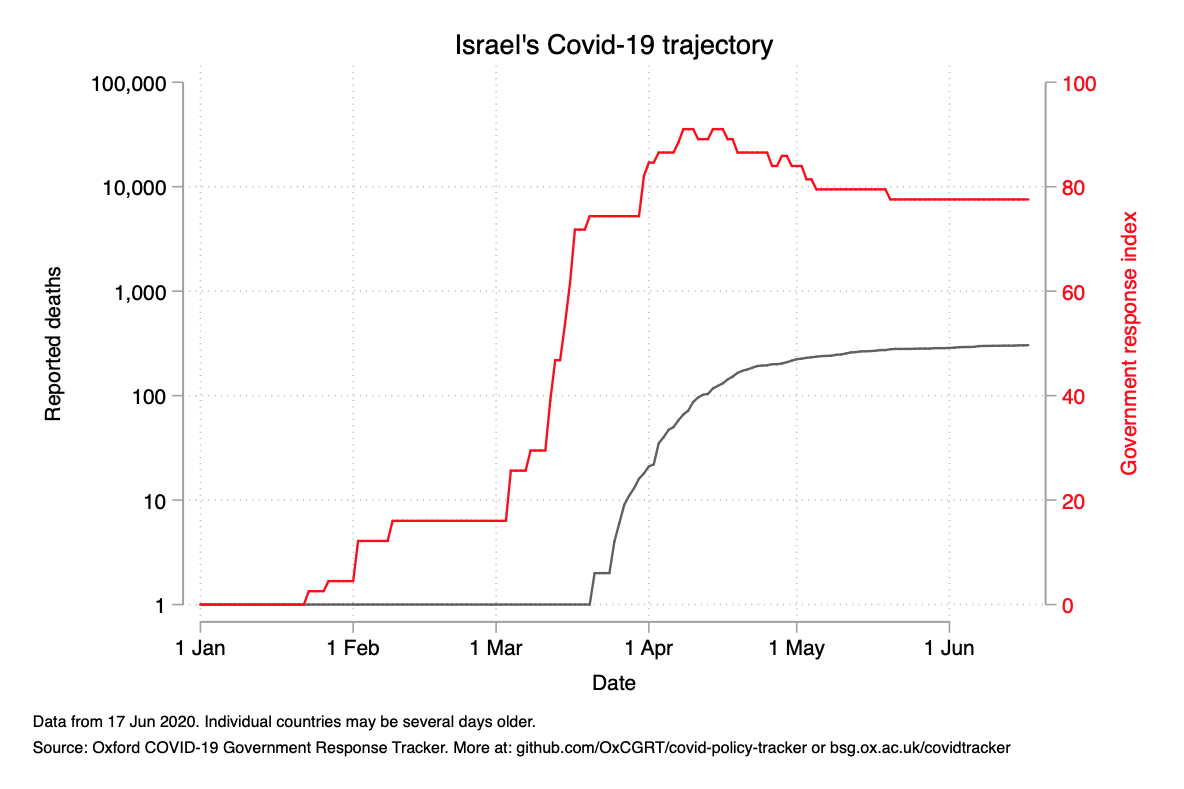 Israel's Covid-19 trajectory
100,000
10,000
1,000
100
10
1
Reported deaths
100
80
60
40
20
0
Government response index
1 Jan
1 Feb
1 Mar
1 Apr
1 May
1 Jun
Date
Data from 17 Jun 2020. Individual countries may be several days older.
Source: Oxford COVID-19 Government Response Tracker. More at: github.com/OxCGRT/covid-policy-tracker or bsg.ox.ac.uk/covidtracker